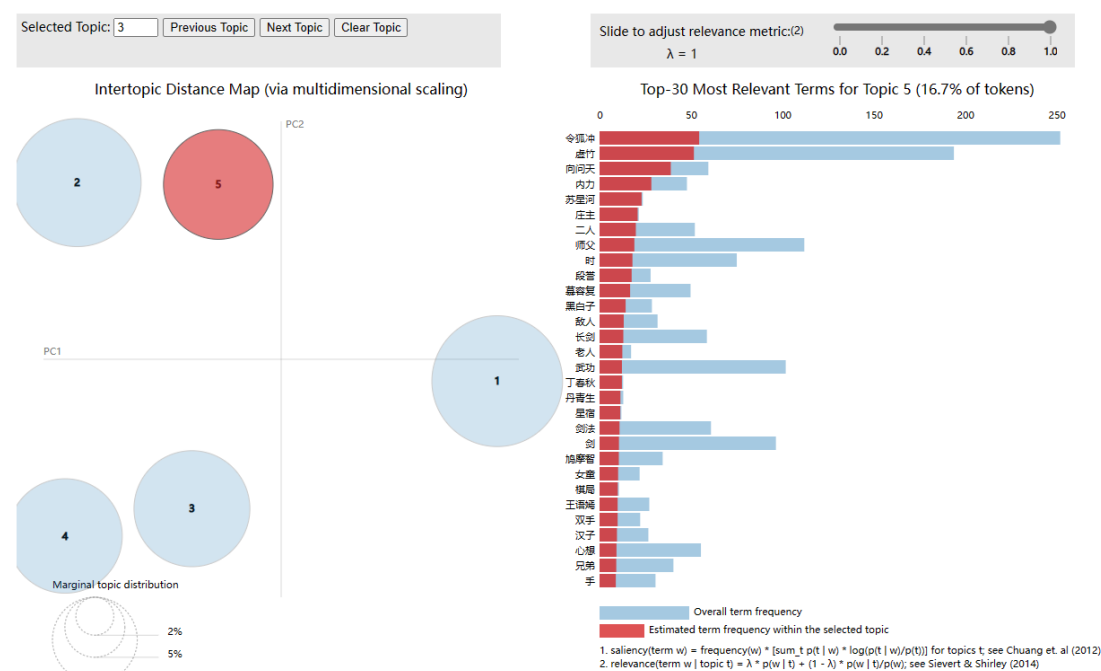 Selected Topic: 3 Previous Topic Next Topic Clear Topic
Slide to adjust relevance metric:(2)
λ = 1
0.0 0.2 0.4 0.6 0.8 1.0
Intertopic Distance Map (via multidimensional scaling)
PC2
PC1
2
5
1
3
4
Marginal topic distribution
2%
5%
Top-30 Most Relevant Terms for Topic 5 (16.7% of tokens)
0 50 100 150 200 250
令狐冲
虚竹
向问天
内力
苏星河
庄主
二人
师父
时
段誉
慕容复
黑白子
敌人
长剑
老人
武功
丁春秋
丹青生
星宿
剑法
剑
鸠摩智
女童
棋局
王语嫣
双手
汉子
心想
兄弟
手
Overall term frequency
Estimated term frequency within the selected topic
1. saliency(term w) = frequency(w) * [sum_t p(t | w) * log(p(t | w)/p(t))] for topics t; see Chuang et. al (2012)
2. relevance(term w | topic t) = λ * p(w | t) + (1 - λ) * p(w | t)/p(w); see Sievert & Shirley (2014)